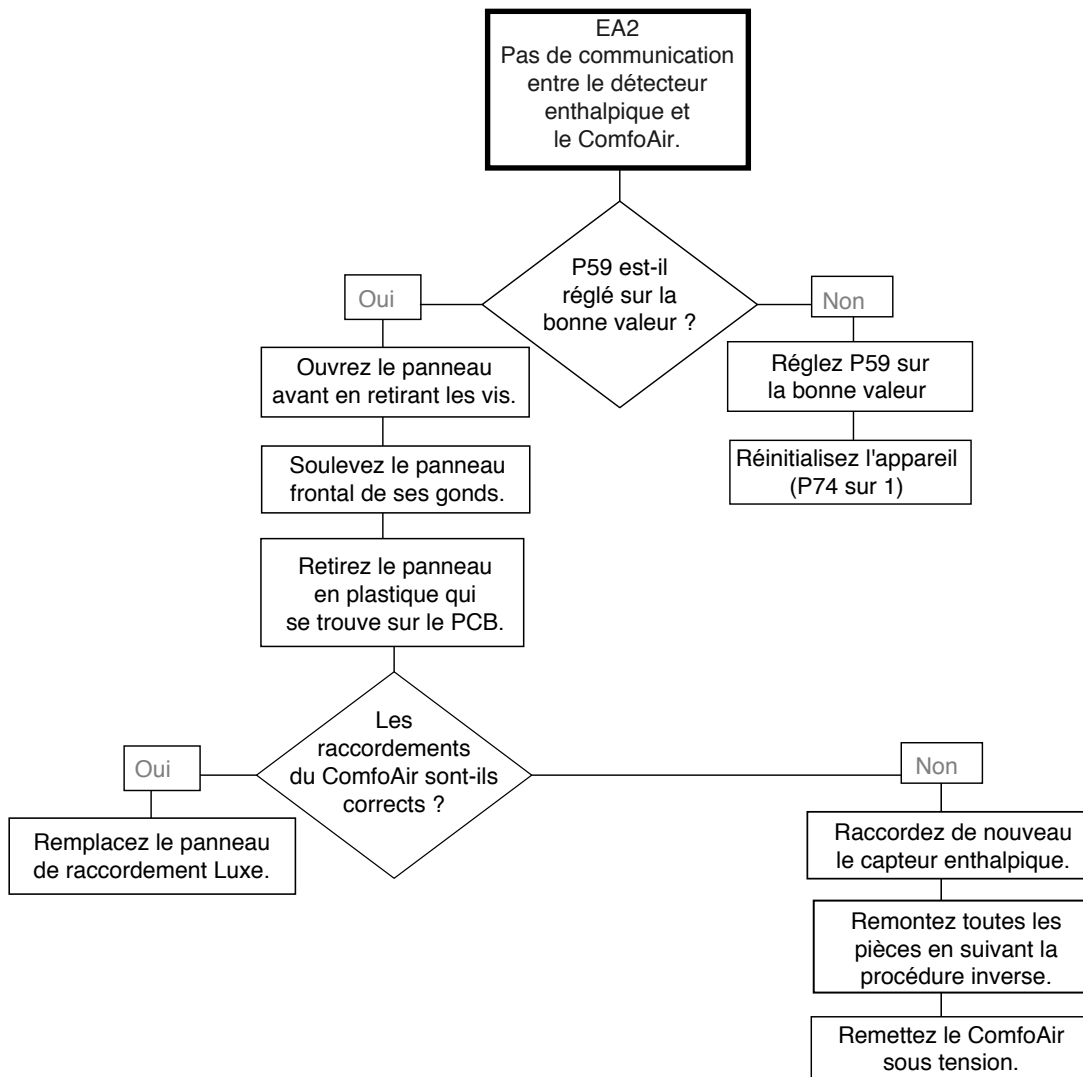 EA2
Pas de communication
entre le détecteur
enthalpique et
le ComfoAir.
P59 est-il
réglé sur la
bonne valeur ?
Oui
Non
Ouvrez le panneau
avant en retirant les vis.
Réglez P59 sur
la bonne valeur
Soulevez le panneau
frontal de ses gonds.
Réinitialisez l'appareil
(P74 sur 1)
Retirez le panneau
en plastique qui
se trouve sur le PCB.
Les
raccordements
du ComfoAir sont-ils
corrects ?
Oui
Non
Remplacez le panneau
de raccordement Luxe.
Raccordez de nouveau
le capteur enthalpique.
Remontez toutes les
pièces en suivant la
procédure inverse.
Remettez le ComfoAir
sous tension.